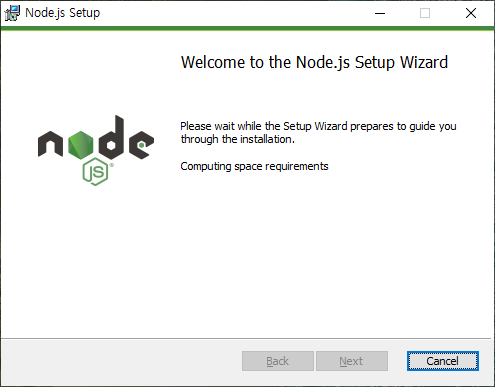 Node.js Setup
Welcome to the Node.js Setup Wizard
node
JS
®
Please wait while the Setup Wizard prepares to guide you
through the installation.
Computing space requirements
Back
Next
Cancel